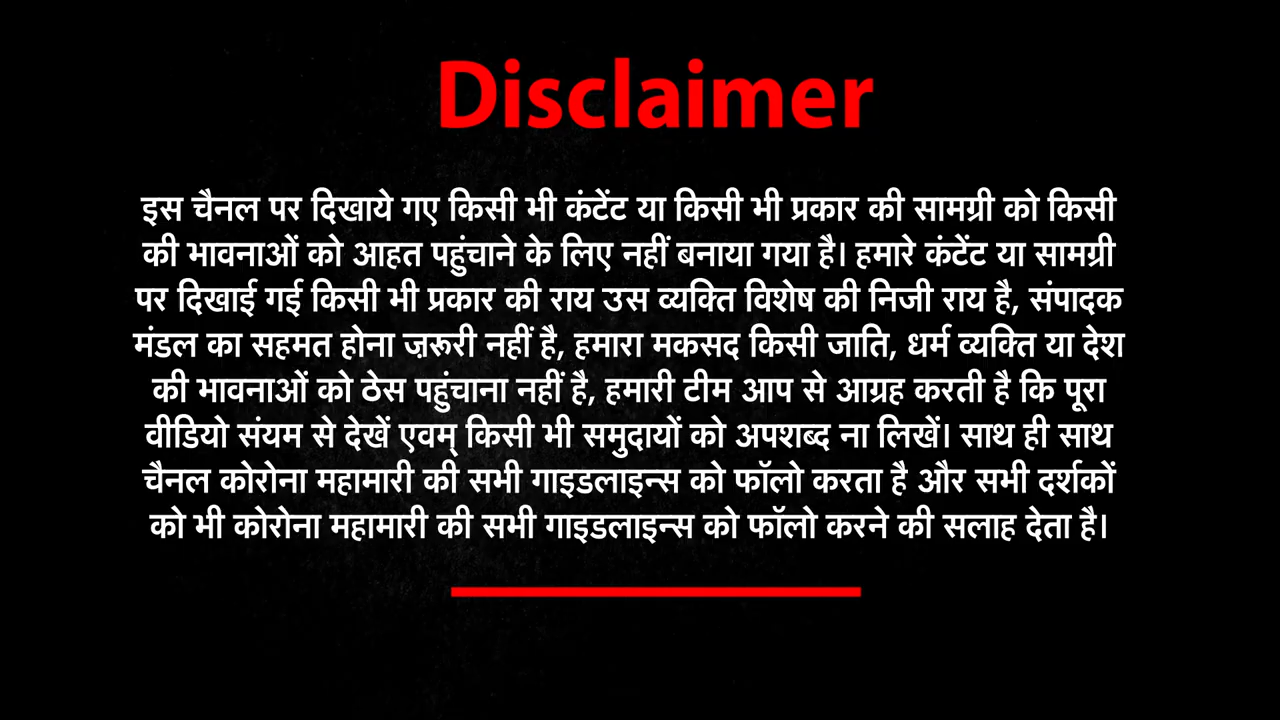 Disclaimer
इस चैनल पर दिखाये गए किसी भी कंटेंट या किसी भी प्रकार की सामग्री को किसी
की भावनाओं को आहत पहुंचाने के लिए नहीं बनाया गया है। हमारे कंटेंट या सामग्री
पर दिखाई गई किसी भी प्रकार की राय उस व्यक्ति विशेष की निजी राय है, संपादक
मंडल का सहमत होना ज़रूरी नहीं है, हमारा मकसद किसी जाति, धर्म व्यक्ति या देश
की भावनाओं को ठेस पहुंचाना नहीं है, हमारी टीम आप से आग्रह करती है कि पूरा
वीडियो संयम से देखें एवम् किसी भी समुदायों को अपशब्द ना लिखें। साथ ही साथ
चैनल कोरोना महामारी की सभी गाइडलाइन्स को फॉलो करता है और सभी दर्शकों
को भी कोरोना महामारी की सभी गाइडलाइन्स को फॉलो करने की सलाह देता है।